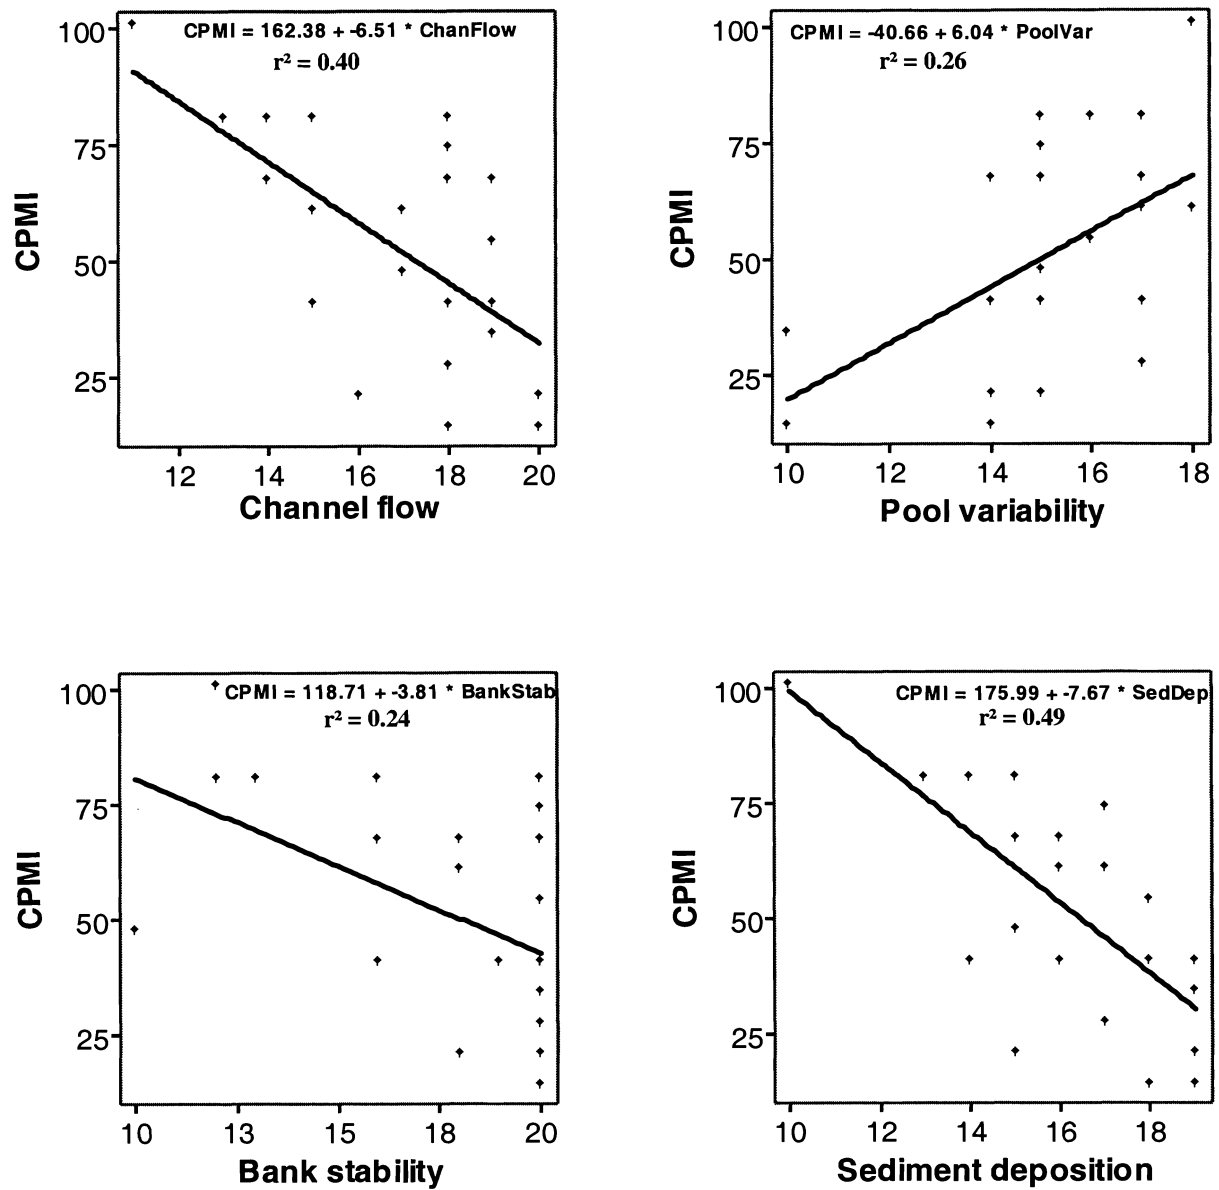 CPMI = 162.38 + -6.51 * ChanFlow
r² = 0.40
100
75
50
25
CPMI
12 14 16 18 20
Channel flow
CPMI = -40.66 + 6.04 * PoolVar
r² = 0.26
100
75
50
25
CPMI
10 12 14 16 18
Pool variability
CPMI = 118.71 + -3.81 * BankStab
r² = 0.24
100
75
50
25
CPMI
10 13 15 18 20
Bank stability
CPMI = 175.99 + -7.67 * SedDep
r² = 0.49
100
75
50
25
CPMI
10 12 14 16 18
Sediment deposition